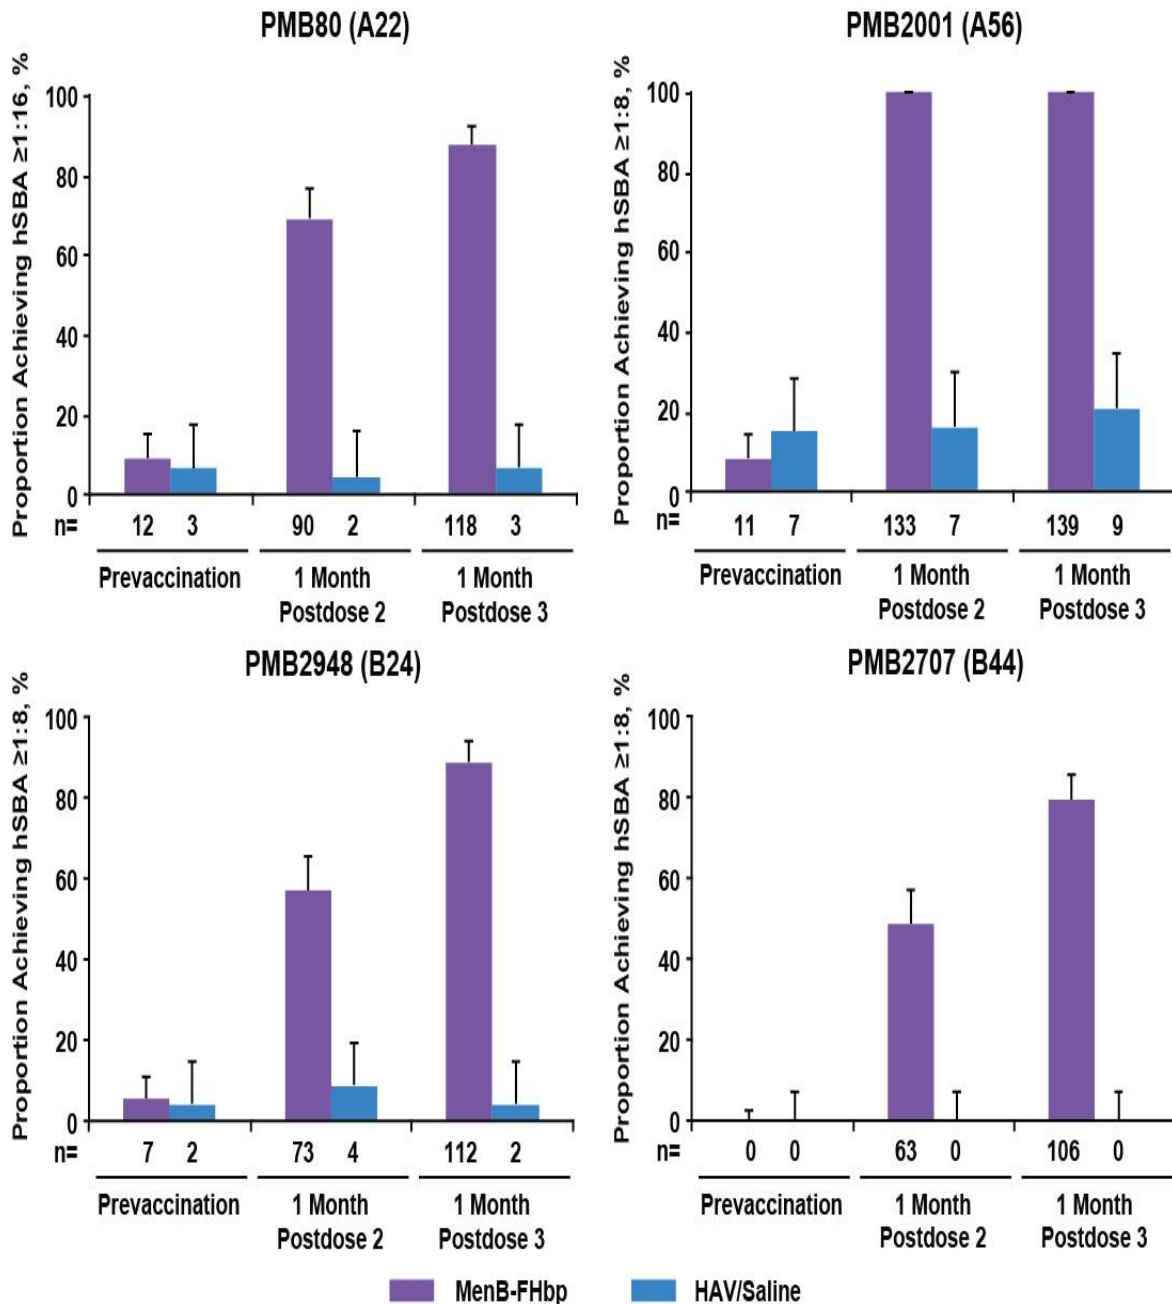 PMB80 (A22)
Proportion Achieving hSBA ≥1:16, %
100
80
60
40
20
0
n= 12 3 90 2 118 3
Prevaccination 1 Month Postdose 2 1 Month Postdose 3
PMB2001 (A56)
Proportion Achieving hSBA ≥1:8, %
100
80
60
40
20
0
n= 11 7 133 7 139 9
Prevaccination 1 Month Postdose 2 1 Month Postdose 3
PMB2948 (B24)
Proportion Achieving hSBA ≥1:8, %
100
80
60
40
20
0
n= 7 2 73 4 112 2
Prevaccination 1 Month Postdose 2 1 Month Postdose 3
PMB2707 (B44)
Proportion Achieving hSBA ≥1:8, %
100
80
60
40
20
0
n= 0 0 63 0 106 0
Prevaccination 1 Month Postdose 2 1 Month Postdose 3
MenB-FHbp HAV/Saline